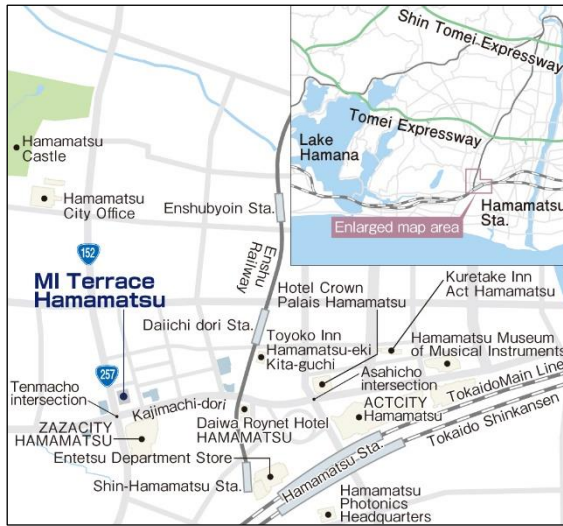 Shin Tomei Expressway
Tomei Expressway
Lake
Hamana
Hamamatsu
Sta.
Enlarged map area
Hamamatsu
Castle
Hamamatsu
City Office
Enshubyoin Sta.
152
Enshu
Railway
MI Terrace
Hamamatsu
Hotel Crown
Palais Hamamatsu
Kuretake Inn
Act Hamamatsu
Daiichi dori Sta.
Toyoko Inn
Hamamatsu-eki
Kita-guchi
Hamamatsu Museum
of Musical Instruments
Asahicho
intersection
257
Tenmacho
intersection
Kajimachi-dori
TokaidoMain Line
Tokaido Shinkansen
ACTCITY
Hamamatsu
ZAZACITY
HAMAMATSU
Daiwa Roynet Hotel
HAMAMATSU
Entetsu Department Store
Hamamatsu Sta.
Shin-Hamamatsu Sta.
Hamamatsu
Photonics
Headquarters